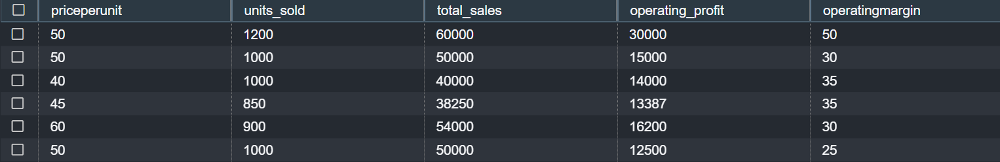 priceperunit units_sold total_sales operating_profit operatingmargin
50 1200 60000 30000 50
50 1000 50000 15000 30
40 1000 40000 14000 35
45 850 38250 13387 35
60 900 54000 16200 30
50 1000 50000 12500 25